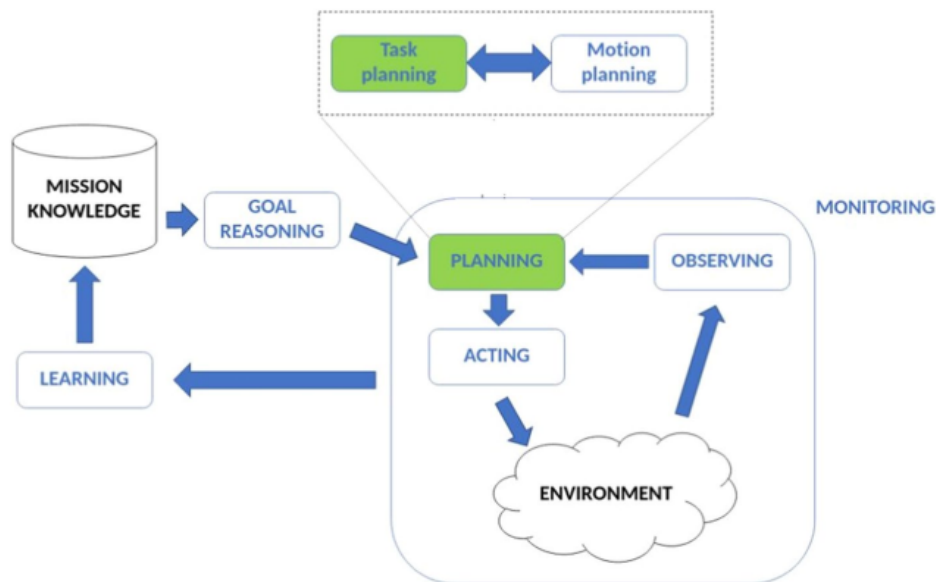 Task
planning
Motion
planning
MISSION
KNOWLEDGE
GOAL
REASONING
MONITORING
PLANNING
OBSERVING
ACTING
LEARNING
ENVIRONMENT